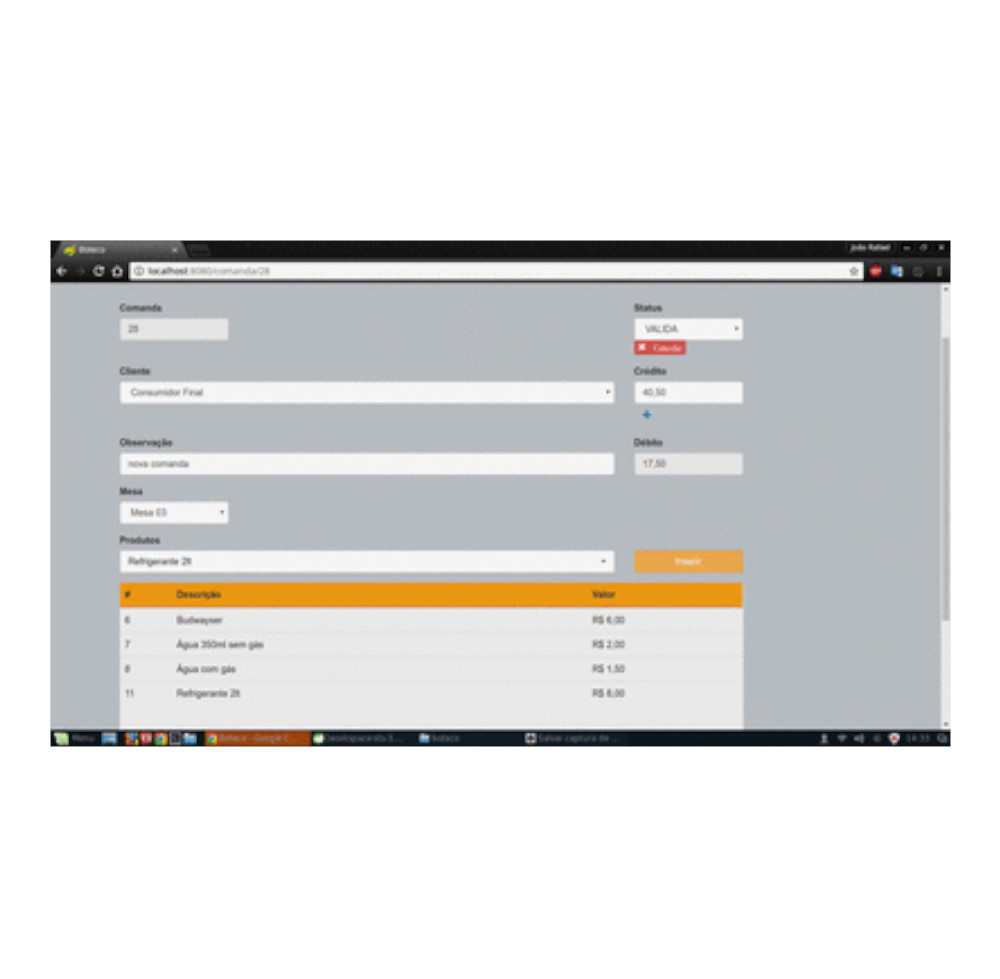 Boteco
João Rafael
localhost:8080/comanda/28
Comanda
Status
28
VALIDA
Cancelar
Cliente
Crédito
Consumidor Final
40,50
Observação
Débito
nova comanda
17,50
Mesa
Mesa 03
Produtos
Refrigerante 2lt
Inserir
# Descrição Valor
6 Budwayser R$ 6,00
7 Água 350ml sem gás R$ 2,00
8 Água com gás R$ 1,50
11 Refrigerante 2lt R$ 8,00
Menu
Boteco - Google C...
boteco
Salvar captura de ...
14:33